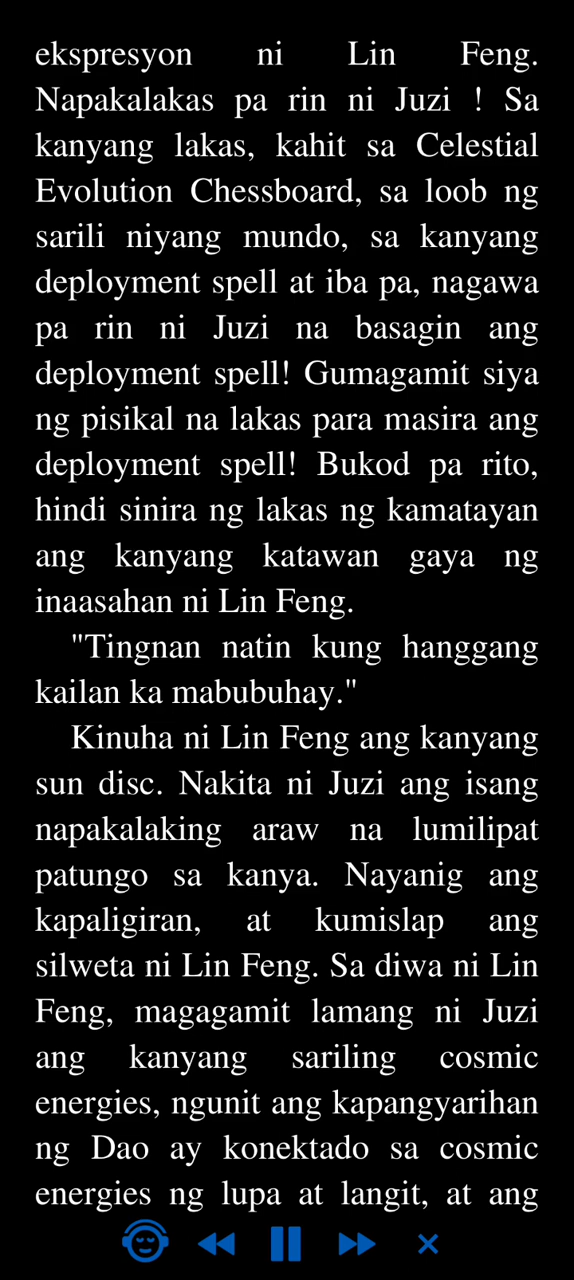 ekspresyon ni Lin Feng.
Napakalakas pa rin ni Juzi ! Sa
kanyang lakas, kahit sa Celestial
Evolution Chessboard, sa loob ng
sarili niyang mundo, sa kanyang
deployment spell at iba pa, nagawa
pa rin ni Juzi na basagin ang
deployment spell! Gumagamit siya
ng pisikal na lakas para masira ang
deployment spell! Bukod pa rito,
hindi sinira ng lakas ng kamatayan
ang kanyang katawan gaya ng
inaasahan ni Lin Feng.
"Tingnan natin kung hanggang
kailan ka mabubuhay."
Kinuha ni Lin Feng ang kanyang
sun disc. Nakita ni Juzi ang isang
napakalaking araw na lumilipat
patungo sa kanya. Nayanig ang
kapaligiran, at kumislap ang
silweta ni Lin Feng. Sa diwa ni Lin
Feng, magagamit lamang ni Juzi
ang kanyang sariling cosmic
energies, ngunit ang kapangyarihan
ng Dao ay konektado sa cosmic
energies ng lupa at langit, at ang